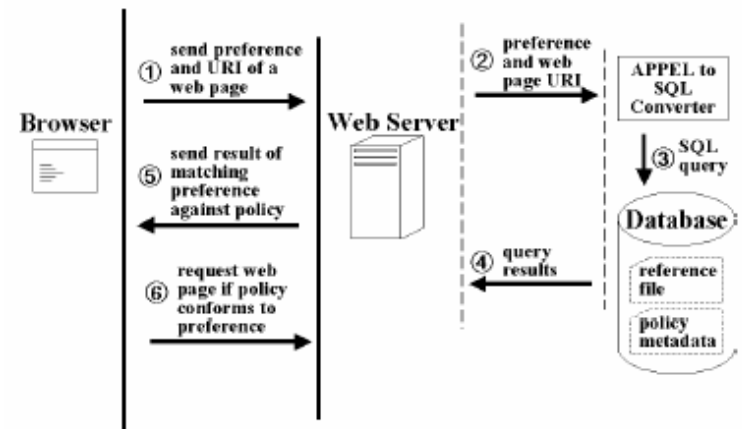 ① send preference
and URI of a
web page
② preference
and web
page URI
APPEL to
SQL
Converter
Browser
Web Server
③ SQL
query
⑤ send result of
matching
preference
against policy
Database
④ query
results
reference
file
⑥ request web
page if policy
conforms to
preference
policy
metadata